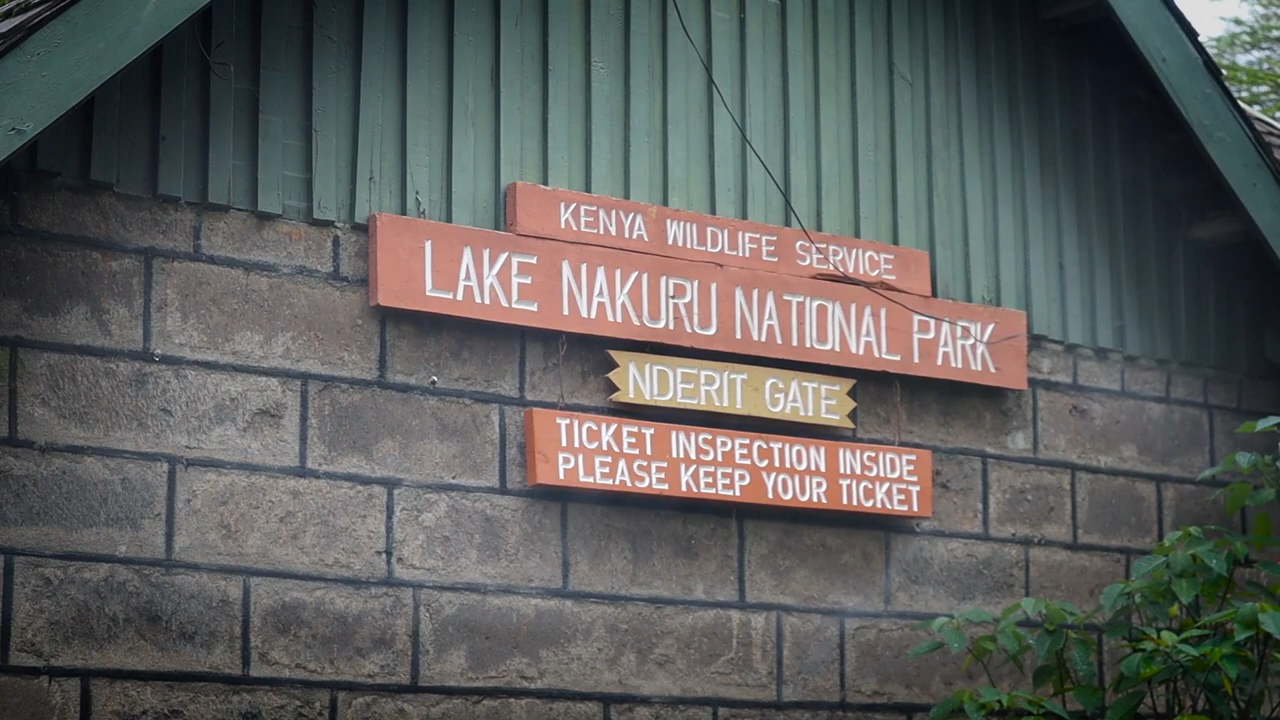 KENYA WILDLIFE SERVICE
LAKE NAKURU NATIONAL PARK
NDERIT GATE
TICKET INSPECTION INSIDE
PLEASE KEEP YOUR TICKET